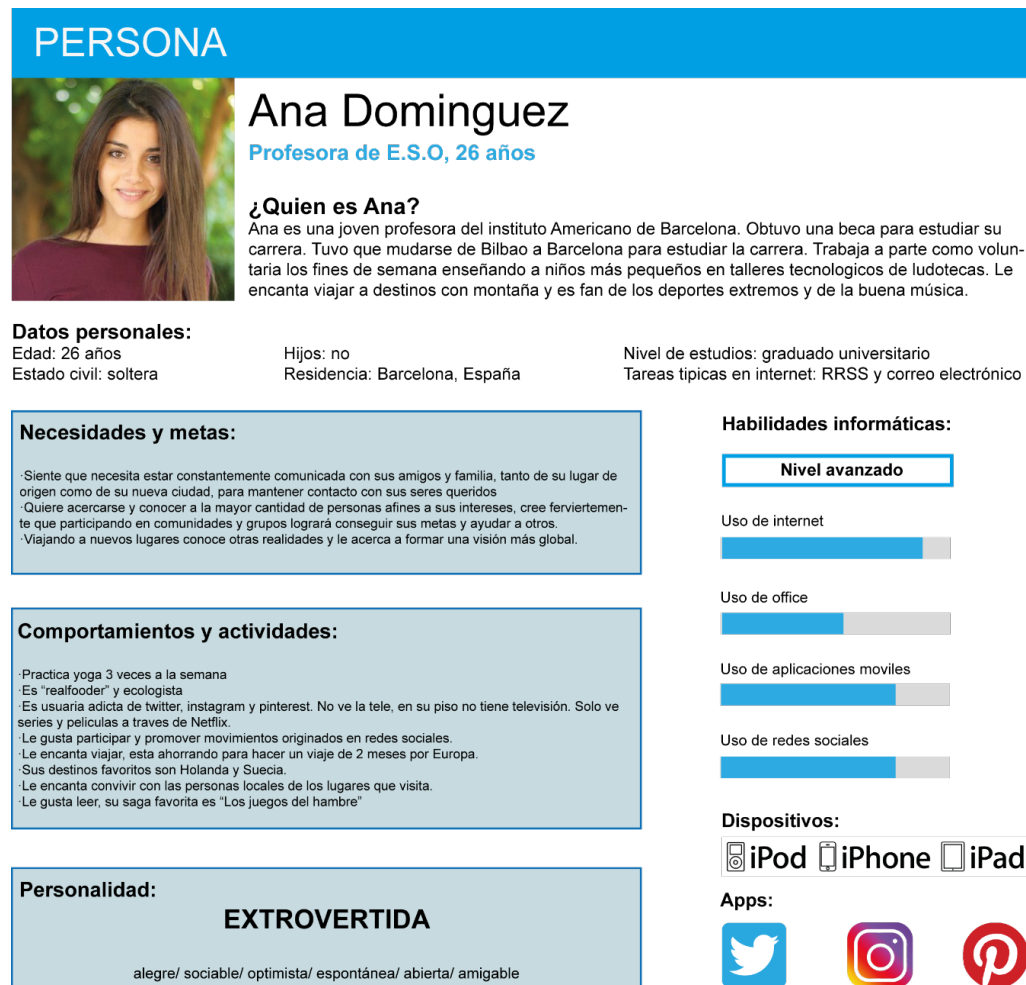 PERSONA
Ana Dominguez
Profesora de E.S.O, 26 años
¿Quien es Ana?
Ana es una joven profesora del instituto Americano de Barcelona. Obtuvo una beca para estudiar su
carrera. Tuvo que mudarse de Bilbao a Barcelona para estudiar la carrera. Trabaja a parte como volun-
taria los fines de semana enseñando a niños más pequeños en talleres tecnologicos de ludotecas. Le
encanta viajar a destinos con montaña y es fan de los deportes extremos y de la buena música.
Datos personales:
Edad: 26 años
Estado civil: soltera
Hijos: no
Residencia: Barcelona, España
Nivel de estudios: graduado universitario
Tareas tipicas en internet: RRSS y correo electrónico
Necesidades y metas:
·Siente que necesita estar constantemente comunicada con sus amigos y familia, tanto de su lugar de
origen como de su nueva ciudad, para mantener contacto con sus seres queridos
·Quiere acercarse y conocer a la mayor cantidad de personas afines a sus intereses, cree fervientemen-
te que participando en comunidades y grupos logrará conseguir sus metas y ayudar a otros.
·Viajando a nuevos lugares conoce otras realidades y le acerca a formar una visión más global.
Comportamientos y actividades:
·Practica yoga 3 veces a la semana
·Es “realfooder” y ecologista
·Es usuaria adicta de twitter, instagram y pinterest. No ve la tele, en su piso no tiene televisión. Solo ve
series y peliculas a traves de Netflix.
·Le gusta participar y promover movimientos originados en redes sociales.
·Le encanta viajar, esta ahorrando para hacer un viaje de 2 meses por Europa.
·Sus destinos favoritos son Holanda y Suecia.
·Le encanta convivir con las personas locales de los lugares que visita.
·Le gusta leer, su saga favorita es “Los juegos del hambre”
Personalidad:
EXTROVERTIDA
alegre/ sociable/ optimista/ espontánea/ abierta/ amigable
Habilidades informáticas:
Nivel avanzado
Uso de internet
Uso de office
Uso de aplicaciones moviles
Uso de redes sociales
Dispositivos:
iPod iPhone iPad
Apps: